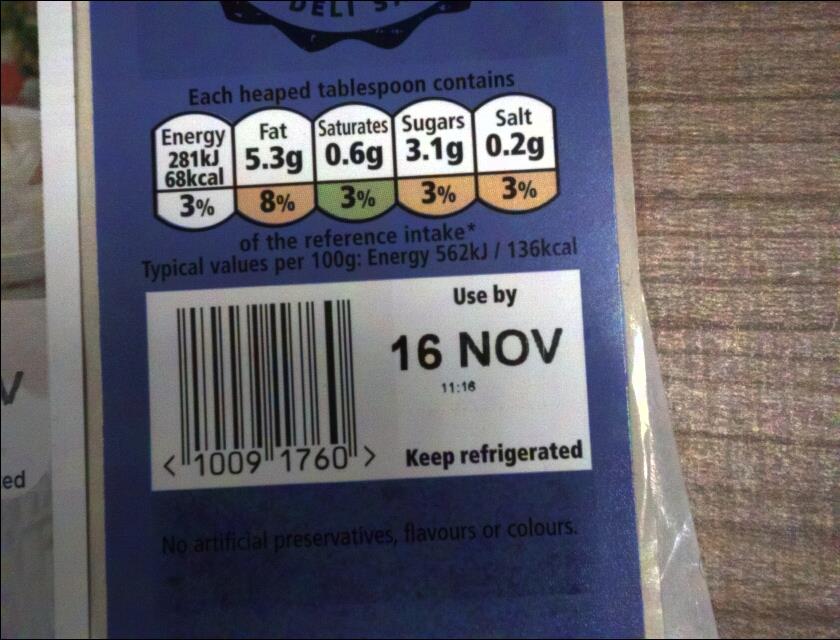 DELI
Each heaped tablespoon contains
Energy 281kJ 68kcal 3%
Fat 5.3g 8%
Saturates 0.6g 3%
Sugars 3.1g 3%
Salt 0.2g 3%
of the reference intake*
Typical values per 100g: Energy 562kJ / 136kcal
Use by
16 NOV
11:16
<1009 1760>
Keep refrigerated
No artificial preservatives, flavours or colours.
V
ed